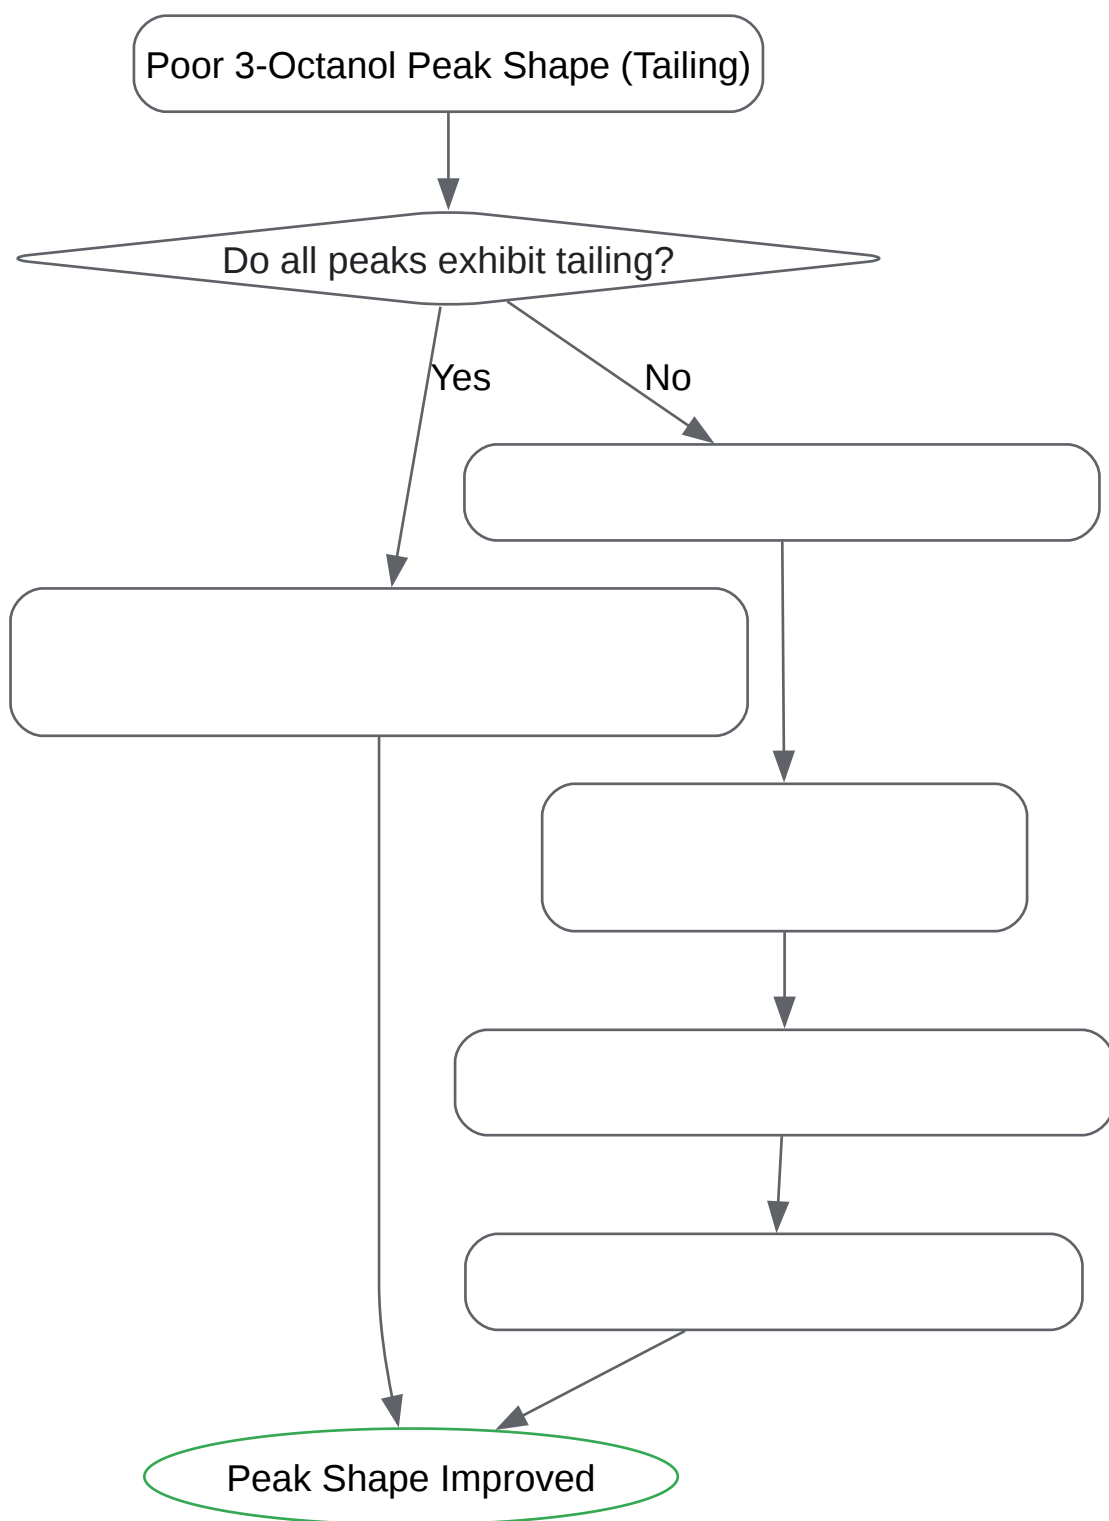 Poor 3-Octanol Peak Shape (Tailing)
Do all peaks exhibit tailing?
Yes
No
Peak Shape Improved